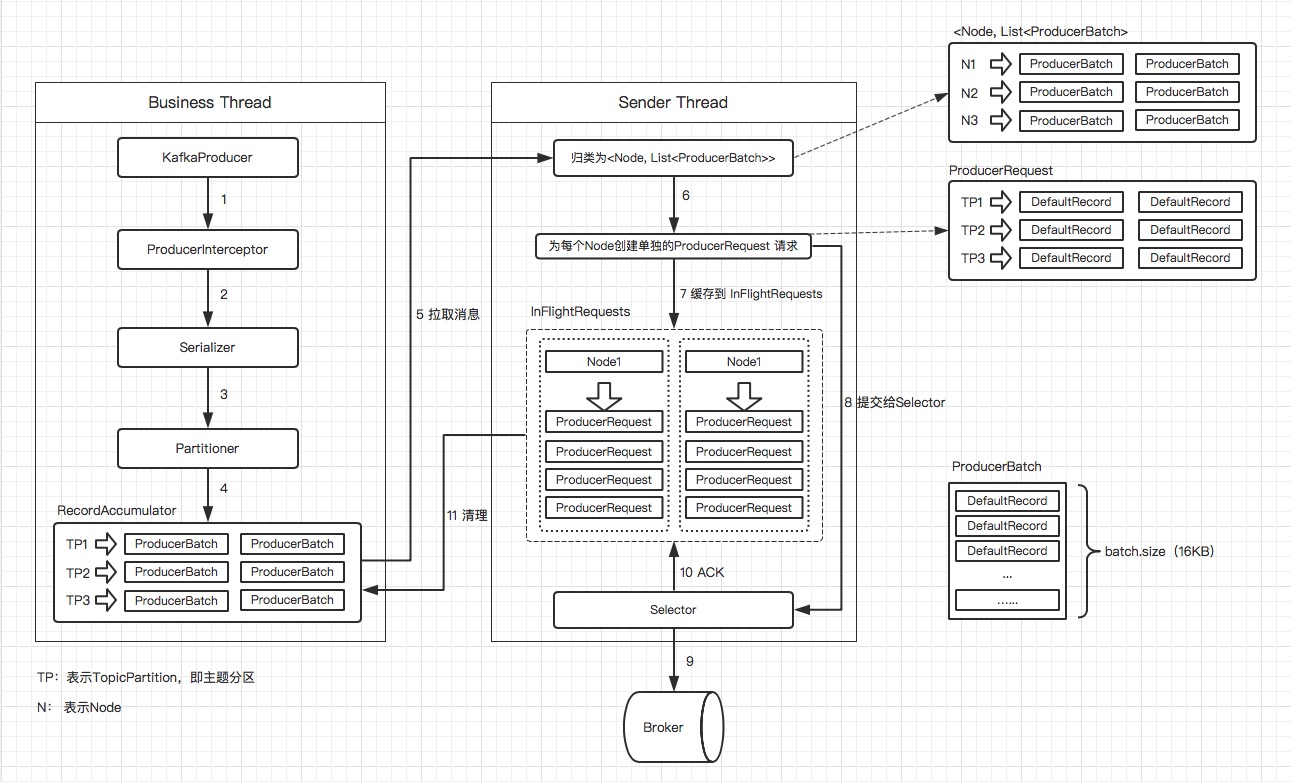 Business Thread
KafkaProducer
1
ProducerInterceptor
2
Serializer
3
Partitioner
4
RecordAccumulator
TP1 ProducerBatch ProducerBatch
TP2 ProducerBatch ProducerBatch
TP3 ProducerBatch ProducerBatch
TP：表示TopicPartition，即主题分区
N： 表示Node
5 拉取消息
11 清理
Sender Thread
归类为<Node, List<ProducerBatch>>
6
为每个Node创建单独的ProducerRequest 请求
7 缓存到 InFlightRequests
InFlightRequests
Node1 Node1
ProducerRequest ProducerRequest
ProducerRequest ProducerRequest
ProducerRequest ProducerRequest
ProducerRequest ProducerRequest
8 提交给Selector
10 ACK
Selector
9
Broker
<Node, List<ProducerBatch>
N1 ProducerBatch ProducerBatch
N2 ProducerBatch ProducerBatch
N3 ProducerBatch ProducerBatch
ProducerRequest
TP1 DefaultRecord DefaultRecord
TP2 DefaultRecord DefaultRecord
TP3 DefaultRecord DefaultRecord
ProducerBatch
DefaultRecord
DefaultRecord
DefaultRecord
...
......
batch.size（16KB）